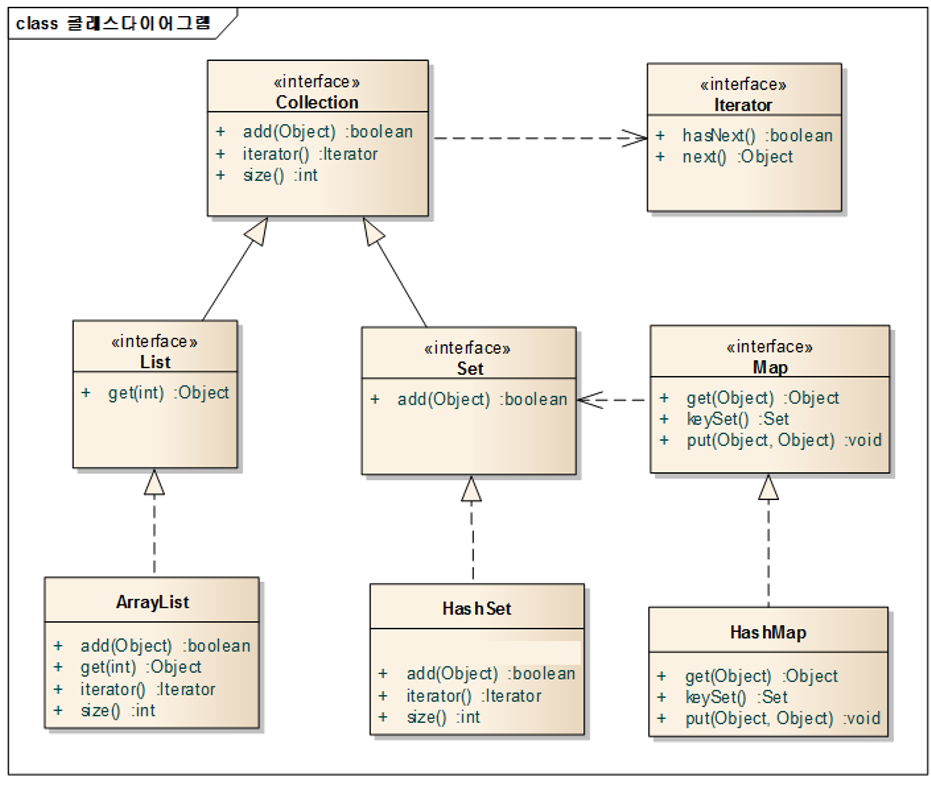 class 클래스다이어그램
«interface»
Collection
+ add(Object) :boolean
+ iterator() :Iterator
+ size() :int
«interface»
Iterator
+ hasNext() :boolean
+ next() :Object
«interface»
List
+ get(int) :Object
«interface»
Set
+ add(Object) :boolean
«interface»
Map
+ get(Object) :Object
+ keySet() :Set
+ put(Object, Object) :void
ArrayList
+ add(Object) :boolean
+ get(int) :Object
+ iterator() :Iterator
+ size() :int
HashSet
+ add(Object) :boolean
+ iterator() :Iterator
+ size() :int
HashMap
+ get(Object) :Object
+ keySet() :Set
+ put(Object, Object) :void